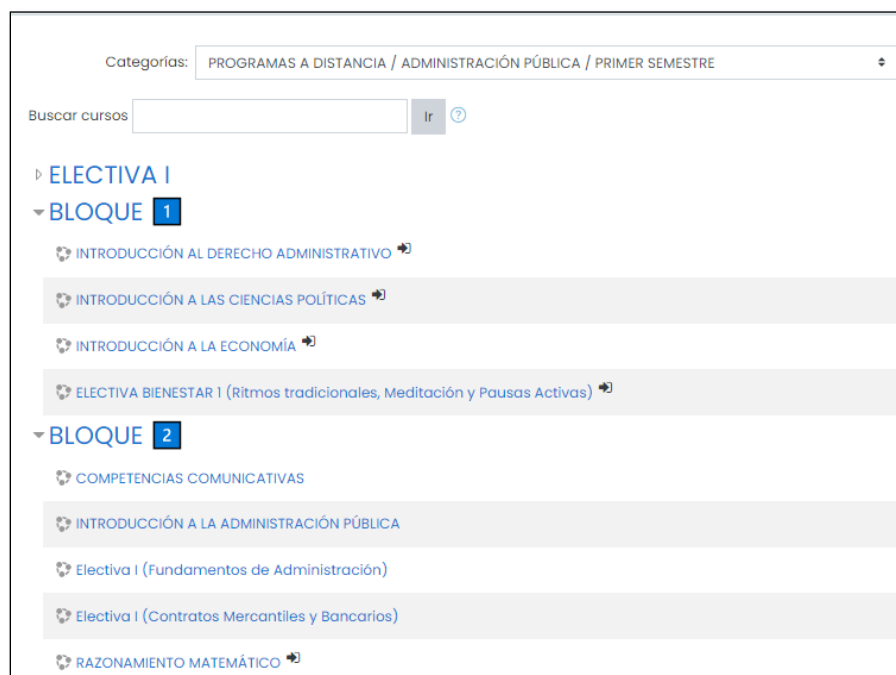 Categorías: PROGRAMAS A DISTANCIA / ADMINISTRACIÓN PÚBLICA / PRIMER SEMESTRE
Buscar cursos Ir ?
ELECTIVA I
BLOQUE 1
INTRODUCCIÓN AL DERECHO ADMINISTRATIVO
INTRODUCCIÓN A LAS CIENCIAS POLÍTICAS
INTRODUCCIÓN A LA ECONOMÍA
ELECTIVA BIENESTAR 1 (Ritmos tradicionales, Meditación y Pausas Activas)
BLOQUE 2
COMPETENCIAS COMUNICATIVAS
INTRODUCCIÓN A LA ADMINISTRACIÓN PÚBLICA
Electiva I (Fundamentos de Administración)
Electiva I (Contratos Mercantiles y Bancarios)
RAZONAMIENTO MATEMÁTICO